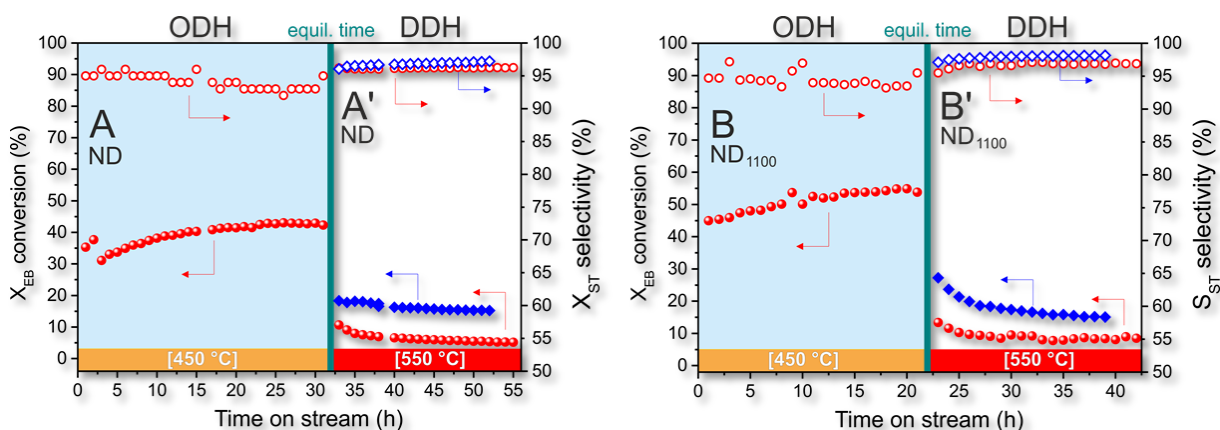 ODH equil. time DDH
100 90 80 70 60 50 40 30 20 10 0
X_EB conversion (%)
A
ND
A'
ND
[450 °C] [550 °C]
100 95 90 85 80 75 70 65 60 55 50
X_ST selectivity (%)
0 5 10 15 20 25 30 35 40 45 50 55
Time on stream (h)
ODH equil. time DDH
100 90 80 70 60 50 40 30 20 10 0
X_EB conversion (%)
B
ND_1100
B'
ND_1100
[450 °C] [550 °C]
100 95 90 85 80 75 70 65 60 55 50
S_ST selectivity (%)
0 5 10 15 20 25 30 35 40
Time on stream (h)